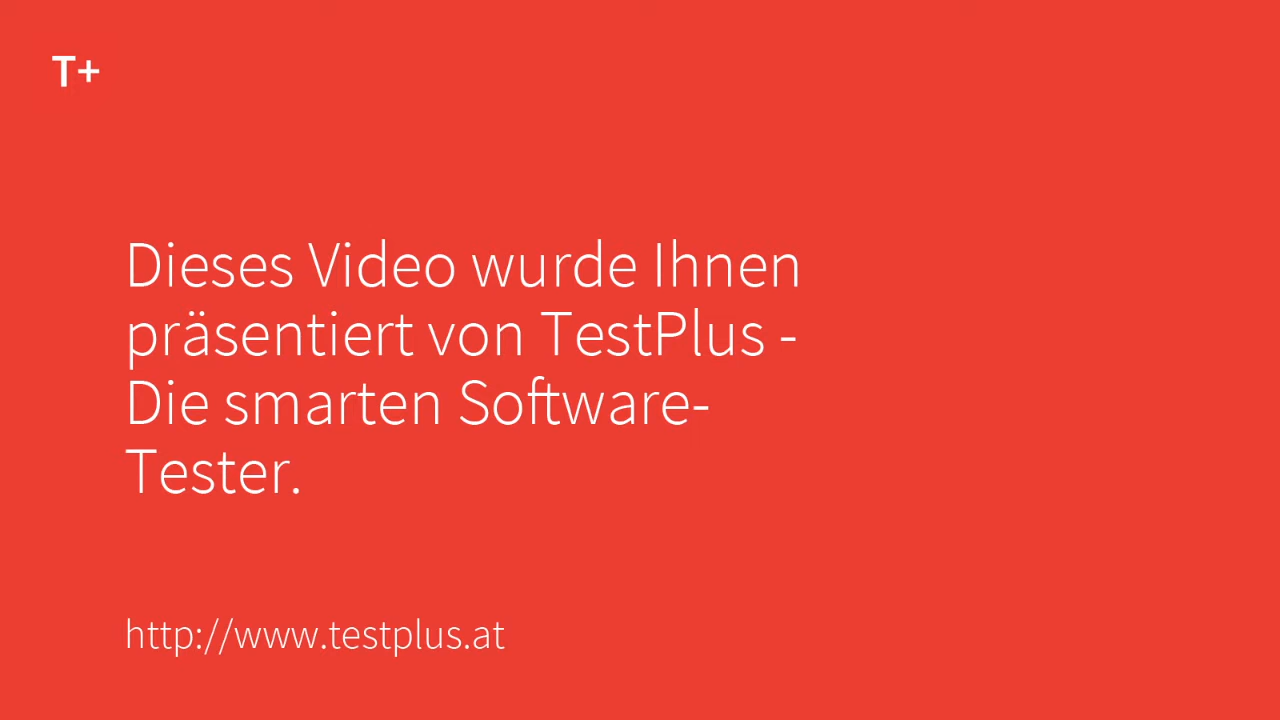 T+
Dieses Video wurde Ihnen
präsentiert von TestPlus -
Die smarten Software-
Tester.
http://www.testplus.at